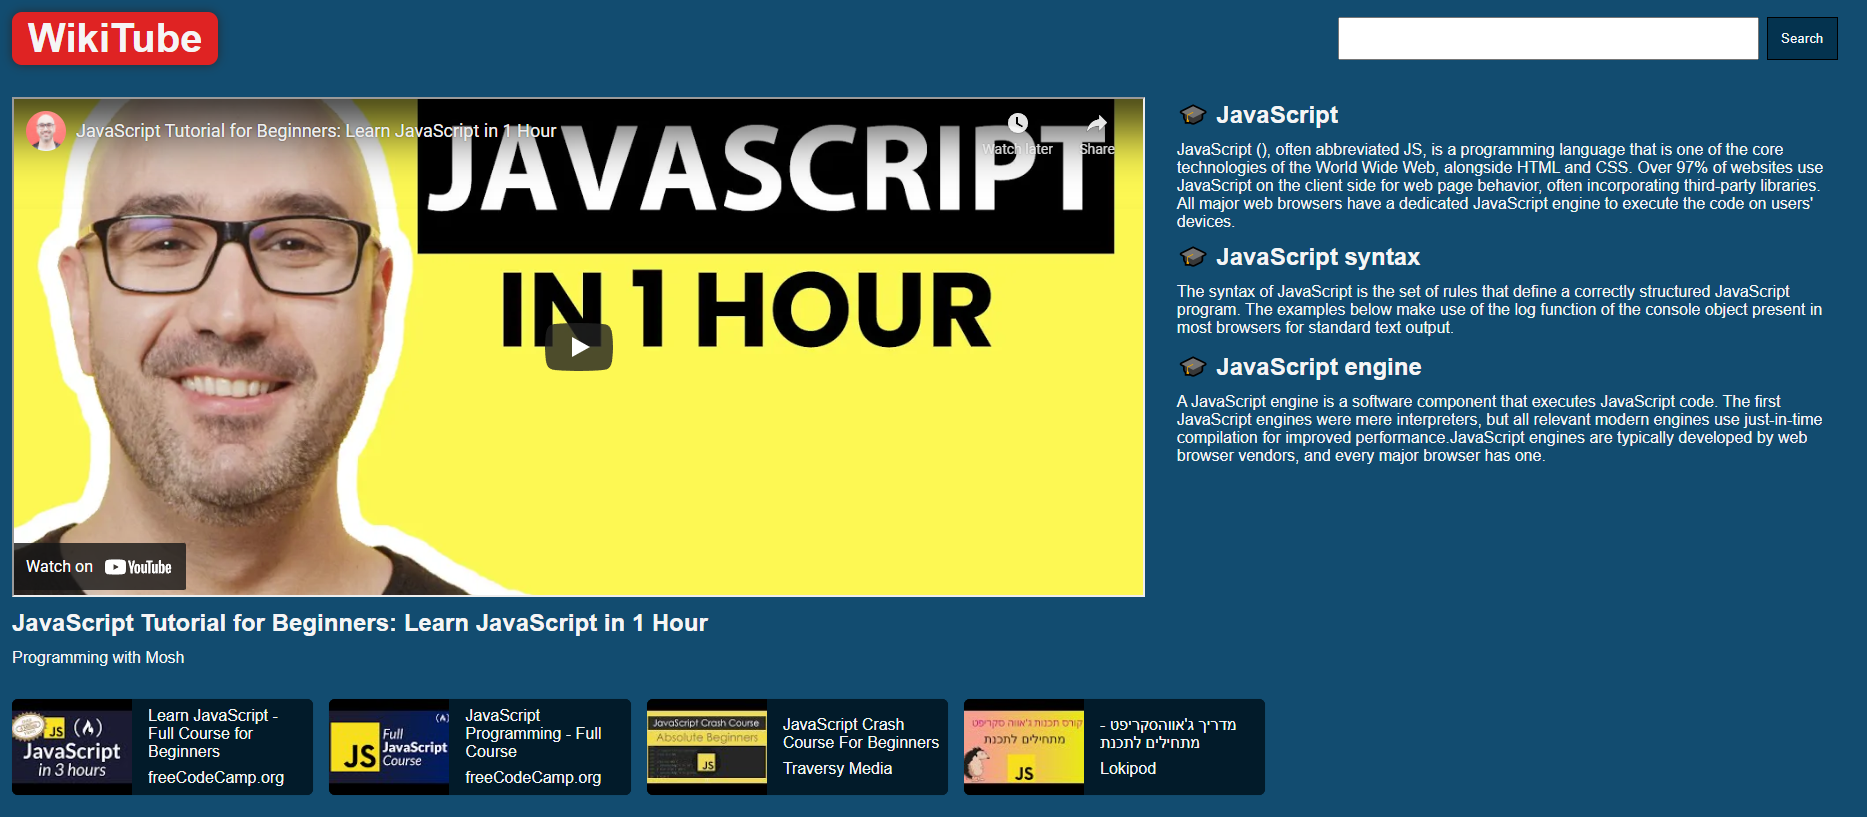 WikiTube
Search
JavaScript Tutorial for Beginners: Learn JavaScript in 1 Hour
Watch later
Share
JAVASCRIPT
IN 1 HOUR
Watch on YouTube
JavaScript Tutorial for Beginners: Learn JavaScript in 1 Hour
Programming with Mosh
JavaScript
JavaScript (), often abbreviated JS, is a programming language that is one of the core
technologies of the World Wide Web, alongside HTML and CSS. Over 97% of websites use
JavaScript on the client side for web page behavior, often incorporating third-party libraries.
All major web browsers have a dedicated JavaScript engine to execute the code on users'
devices.
JavaScript syntax
The syntax of JavaScript is the set of rules that define a correctly structured JavaScript
program. The examples below make use of the log function of the console object present in
most browsers for standard text output.
JavaScript engine
A JavaScript engine is a software component that executes JavaScript code. The first
JavaScript engines were mere interpreters, but all relevant modern engines use just-in-time
compilation for improved performance.JavaScript engines are typically developed by web
browser vendors, and every major browser has one.
JS (A)
JavaScript
in 3 hours
Learn JavaScript -
Full Course for
Beginners
freeCodeCamp.org
(A)
JS
Full
JavaScript
Course
JavaScript
Programming - Full
Course
freeCodeCamp.org
JavaScript Crash Course
Absolute Beginners
JS
JavaScript Crash
Course For Beginners
Traversy Media
קורס תכנות ג'אווה סקריפט
מתחילים לתכנת
JS
מדריך ג'אווהסקריפט -
מתחילים לתכנת
Lokipod